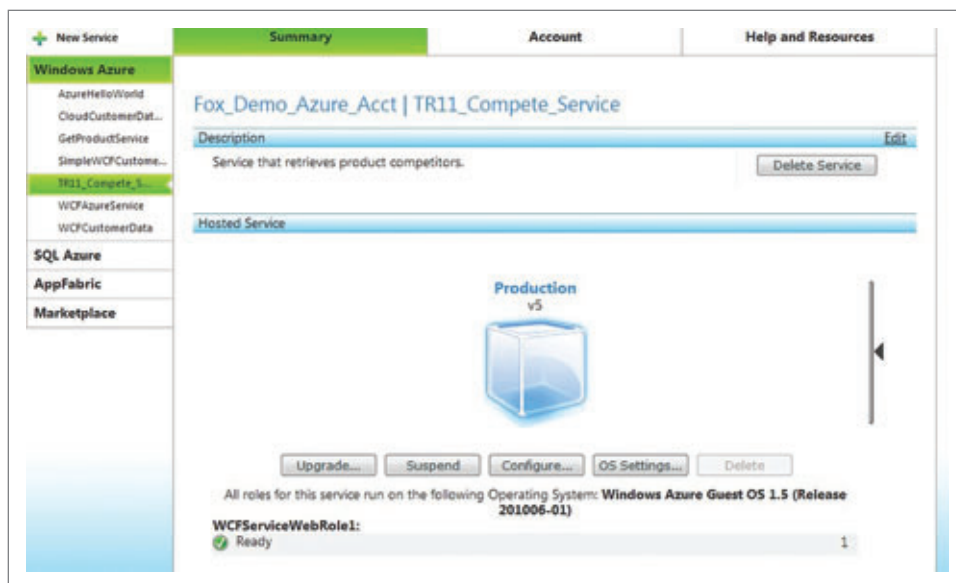 New Service
Summary
Account
Help and Resources
Windows Azure
AzureHelloWorld
CloudCustomerDat...
GetProductService
SimpleWCFCustome...
TR11_Compete_S...
WCFAzureService
WCFCustomerData
SQL Azure
AppFabric
Marketplace
Fox_Demo_Azure_Acct | TR11_Compete_Service
Description
Edit
Service that retrieves product competitors.
Delete Service
Hosted Service
Production
v5
Upgrade...
Suspend
Configure...
OS Settings...
Delete
All roles for this service run on the following Operating System: Windows Azure Guest OS 1.5 (Release
201006-01)
WCFServiceWebRole1:
Ready 1